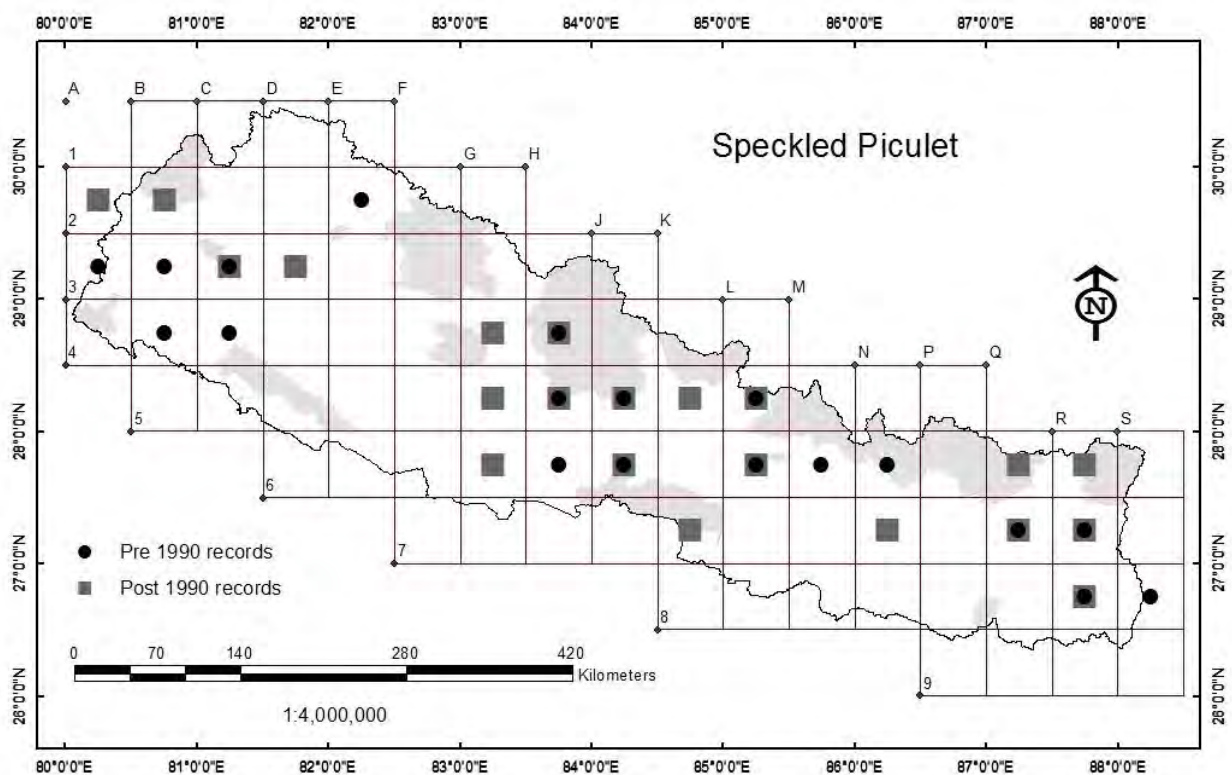 80°0'0"E 81°0'0"E 82°0'0"E 83°0'0"E 84°0'0"E 85°0'0"E 86°0'0"E 87°0'0"E 88°0'0"E
A B C D E F
Speckled Piculet
30°0'0"N 1 G H 30°0'0"N
2 J K
29°0'0"N 3 L M N 29°0'0"N
4 N P Q
28°0'0"N 5 R S 28°0'0"N
6
Pre 1990 records
27°0'0"N 7 27°0'0"N
Post 1990 records
8
0 70 140 280 420
Kilometers
26°0'0"N 9 26°0'0"N
1:4,000,000
80°0'0"E 81°0'0"E 82°0'0"E 83°0'0"E 84°0'0"E 85°0'0"E 86°0'0"E 87°0'0"E 88°0'0"E